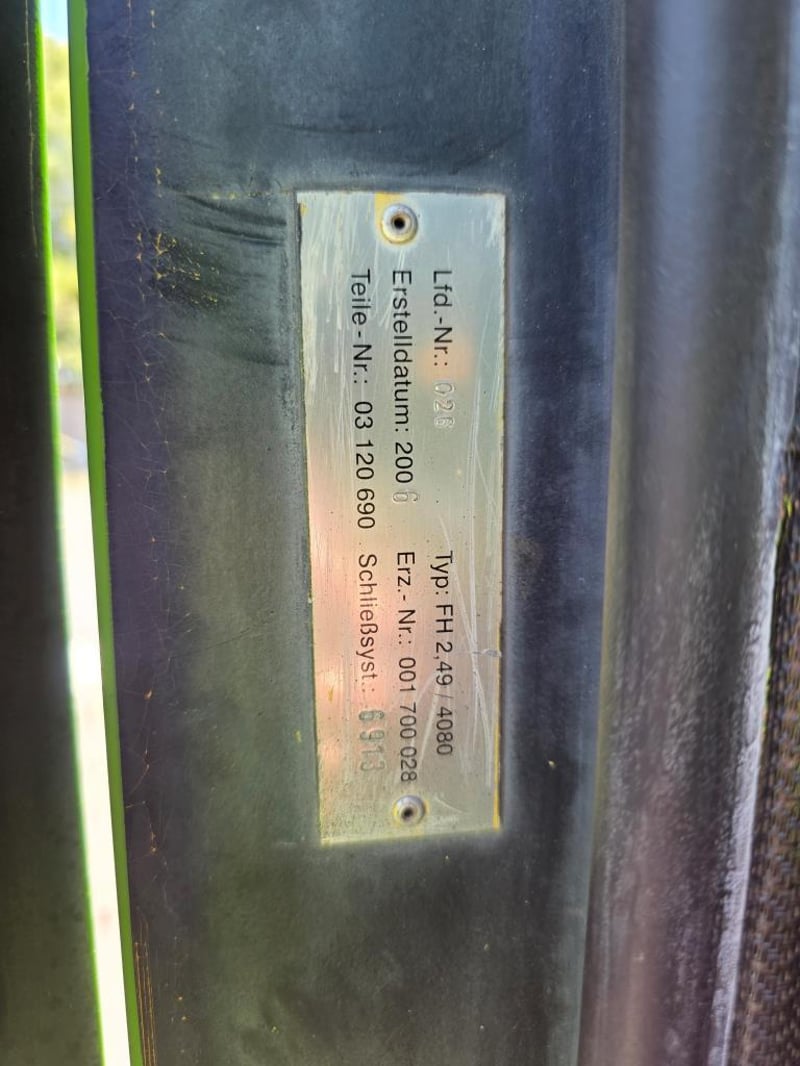 Lfd.-Nr.: 026 Typ: FH 2,49 / 4080
Erstelldatum: 2006 Erz.- Nr.: 001 700 028
Teile - Nr.: 03 120 690 Schließsyst.: 6913